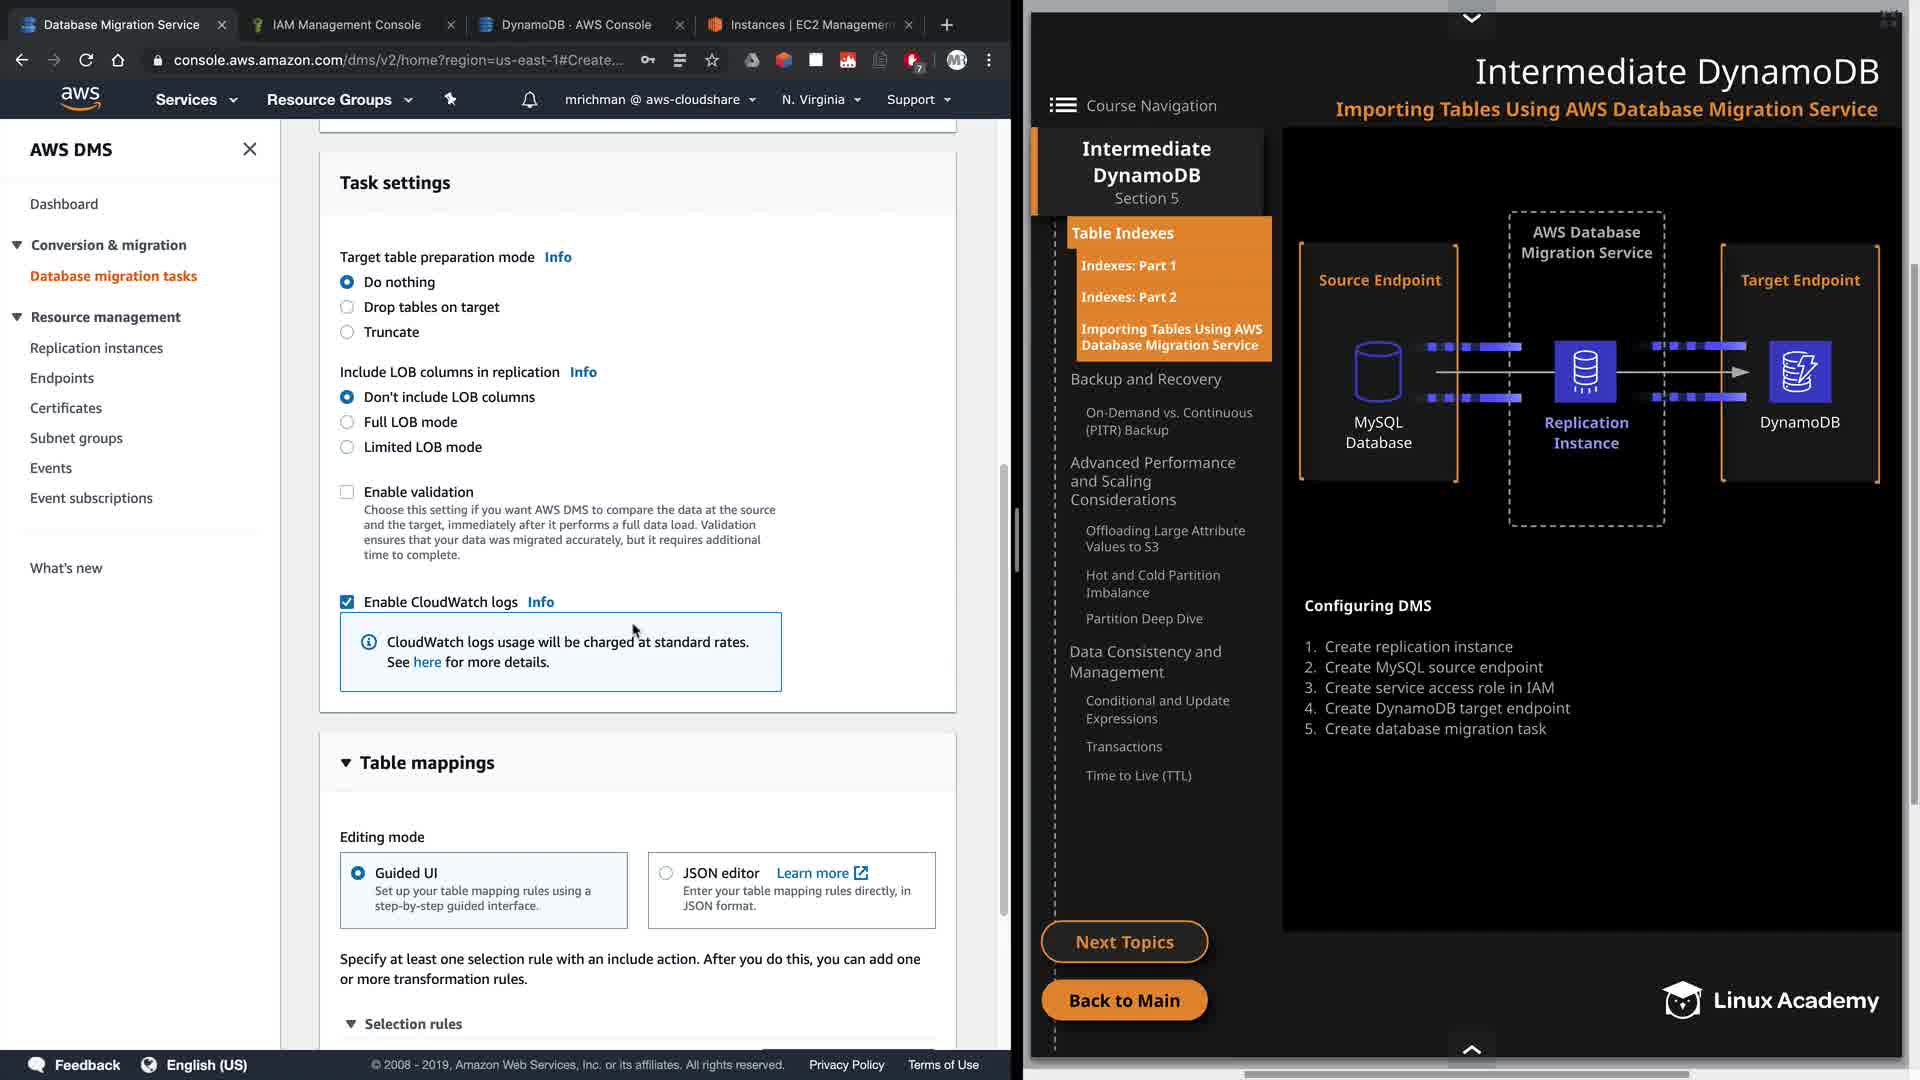 Database Migration Service
IAM Management Console
DynamoDB · AWS Console
Instances | EC2 Managemen
console.aws.amazon.com/dms/v2/home?region=us-east-1#Create...
7
MR
aws
Services
Resource Groups
mrichman @ aws-cloudshare
N. Virginia
Support
AWS DMS
Dashboard
Conversion & migration
Database migration tasks
Resource management
Replication instances
Endpoints
Certificates
Subnet groups
Events
Event subscriptions
What's new
Task settings
Target table preparation mode Info
Do nothing
Drop tables on target
Truncate
Include LOB columns in replication Info
Don't include LOB columns
Full LOB mode
Limited LOB mode
Enable validation
Choose this setting if you want AWS DMS to compare the data at the source
and the target, immediately after it performs a full data load. Validation
ensures that your data was migrated accurately, but it requires additional
time to complete.
Enable CloudWatch logs Info
CloudWatch logs usage will be charged at standard rates.
See here for more details.
Table mappings
Editing mode
Guided UI
Set up your table mapping rules using a
step-by-step guided interface.
JSON editor Learn more
Enter your table mapping rules directly, in
JSON format.
Specify at least one selection rule with an include action. After you do this, you can add one
or more transformation rules.
Selection rules
Feedback
English (US)
© 2008 - 2019, Amazon Web Services, Inc. or its affiliates. All rights reserved.
Privacy Policy
Terms of Use
Intermediate DynamoDB
Importing Tables Using AWS Database Migration Service
Course Navigation
Intermediate
DynamoDB
Section 5
Table Indexes
Indexes: Part 1
Indexes: Part 2
Importing Tables Using AWS
Database Migration Service
Backup and Recovery
On-Demand vs. Continuous
(PITR) Backup
Advanced Performance
and Scaling
Considerations
Offloading Large Attribute
Values to S3
Hot and Cold Partition
Imbalance
Partition Deep Dive
Data Consistency and
Management
Conditional and Update
Expressions
Transactions
Time to Live (TTL)
Next Topics
Back to Main
Source Endpoint
MySQL
Database
AWS Database
Migration Service
Replication
Instance
Target Endpoint
DynamoDB
Configuring DMS
1. Create replication instance
2. Create MySQL source endpoint
3. Create service access role in IAM
4. Create DynamoDB target endpoint
5. Create database migration task
Linux Academy